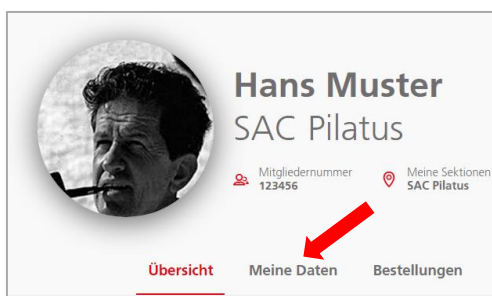 Hans Muster
SAC Pilatus
Mitgliedernummer
123456
Meine Sektionen
SAC Pilatus
Übersicht Meine Daten Bestellungen